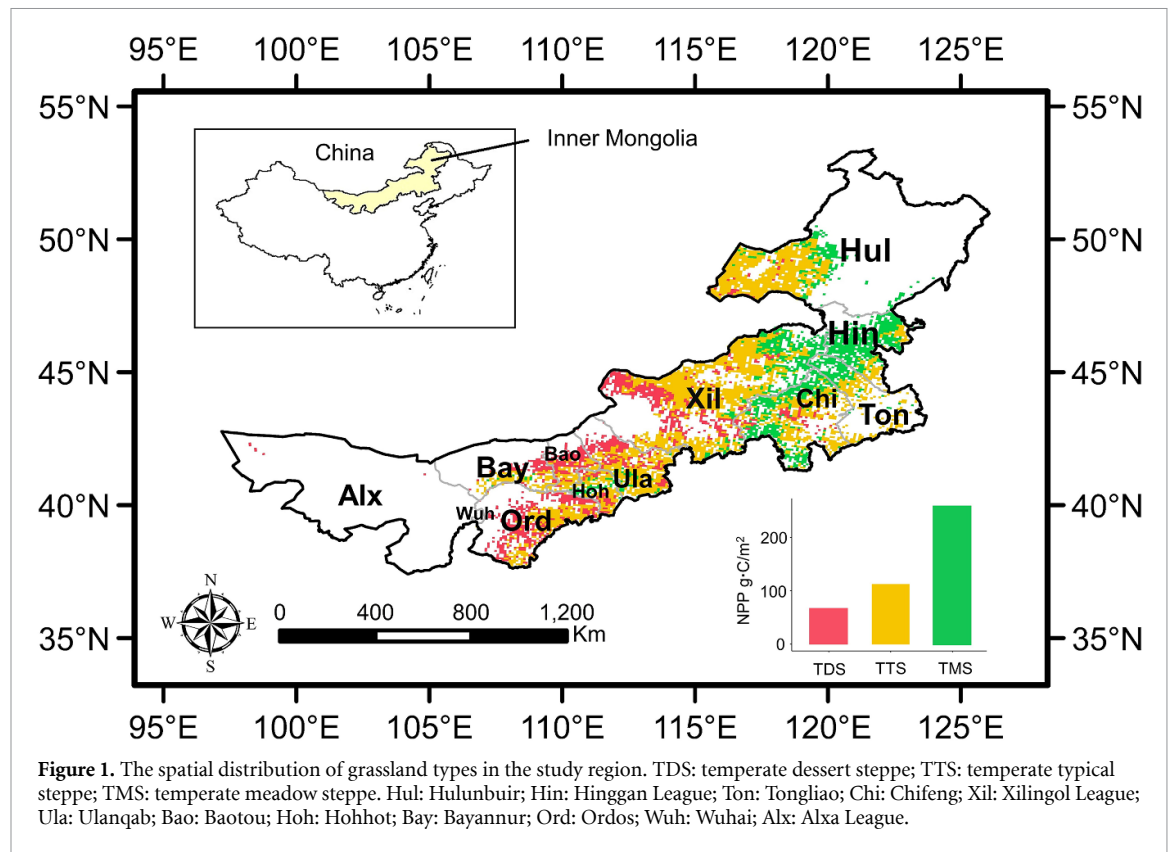 95°E 100°E 105°E 110°E 115°E 120°E 125°E
55°N 55°N
China
Inner Mongolia
50°N 50°N
Hul
Hin
45°N 45°N
Xil
Chi
Ton
Bao
Bay
Ula
Hoh
Alx
40°N 40°N
Wuh
Ord
N
W E
S
0 400 800 1,200
Km
35°N 35°N
NPP g·C/m²
200
100
0
TDS TTS TMS
95°E 100°E 105°E 110°E 115°E 120°E 125°E
Figure 1. The spatial distribution of grassland types in the study region. TDS: temperate dessert steppe; TTS: temperate typical
steppe; TMS: temperate meadow steppe. Hul: Hulunbuir; Hin: Hinggan League; Ton: Tongliao; Chi: Chifeng; Xil: Xilingol League;
Ula: Ulanqab; Bao: Baotou; Hoh: Hohhot; Bay: Bayannur; Ord: Ordos; Wuh: Wuhai; Alx: Alxa League.